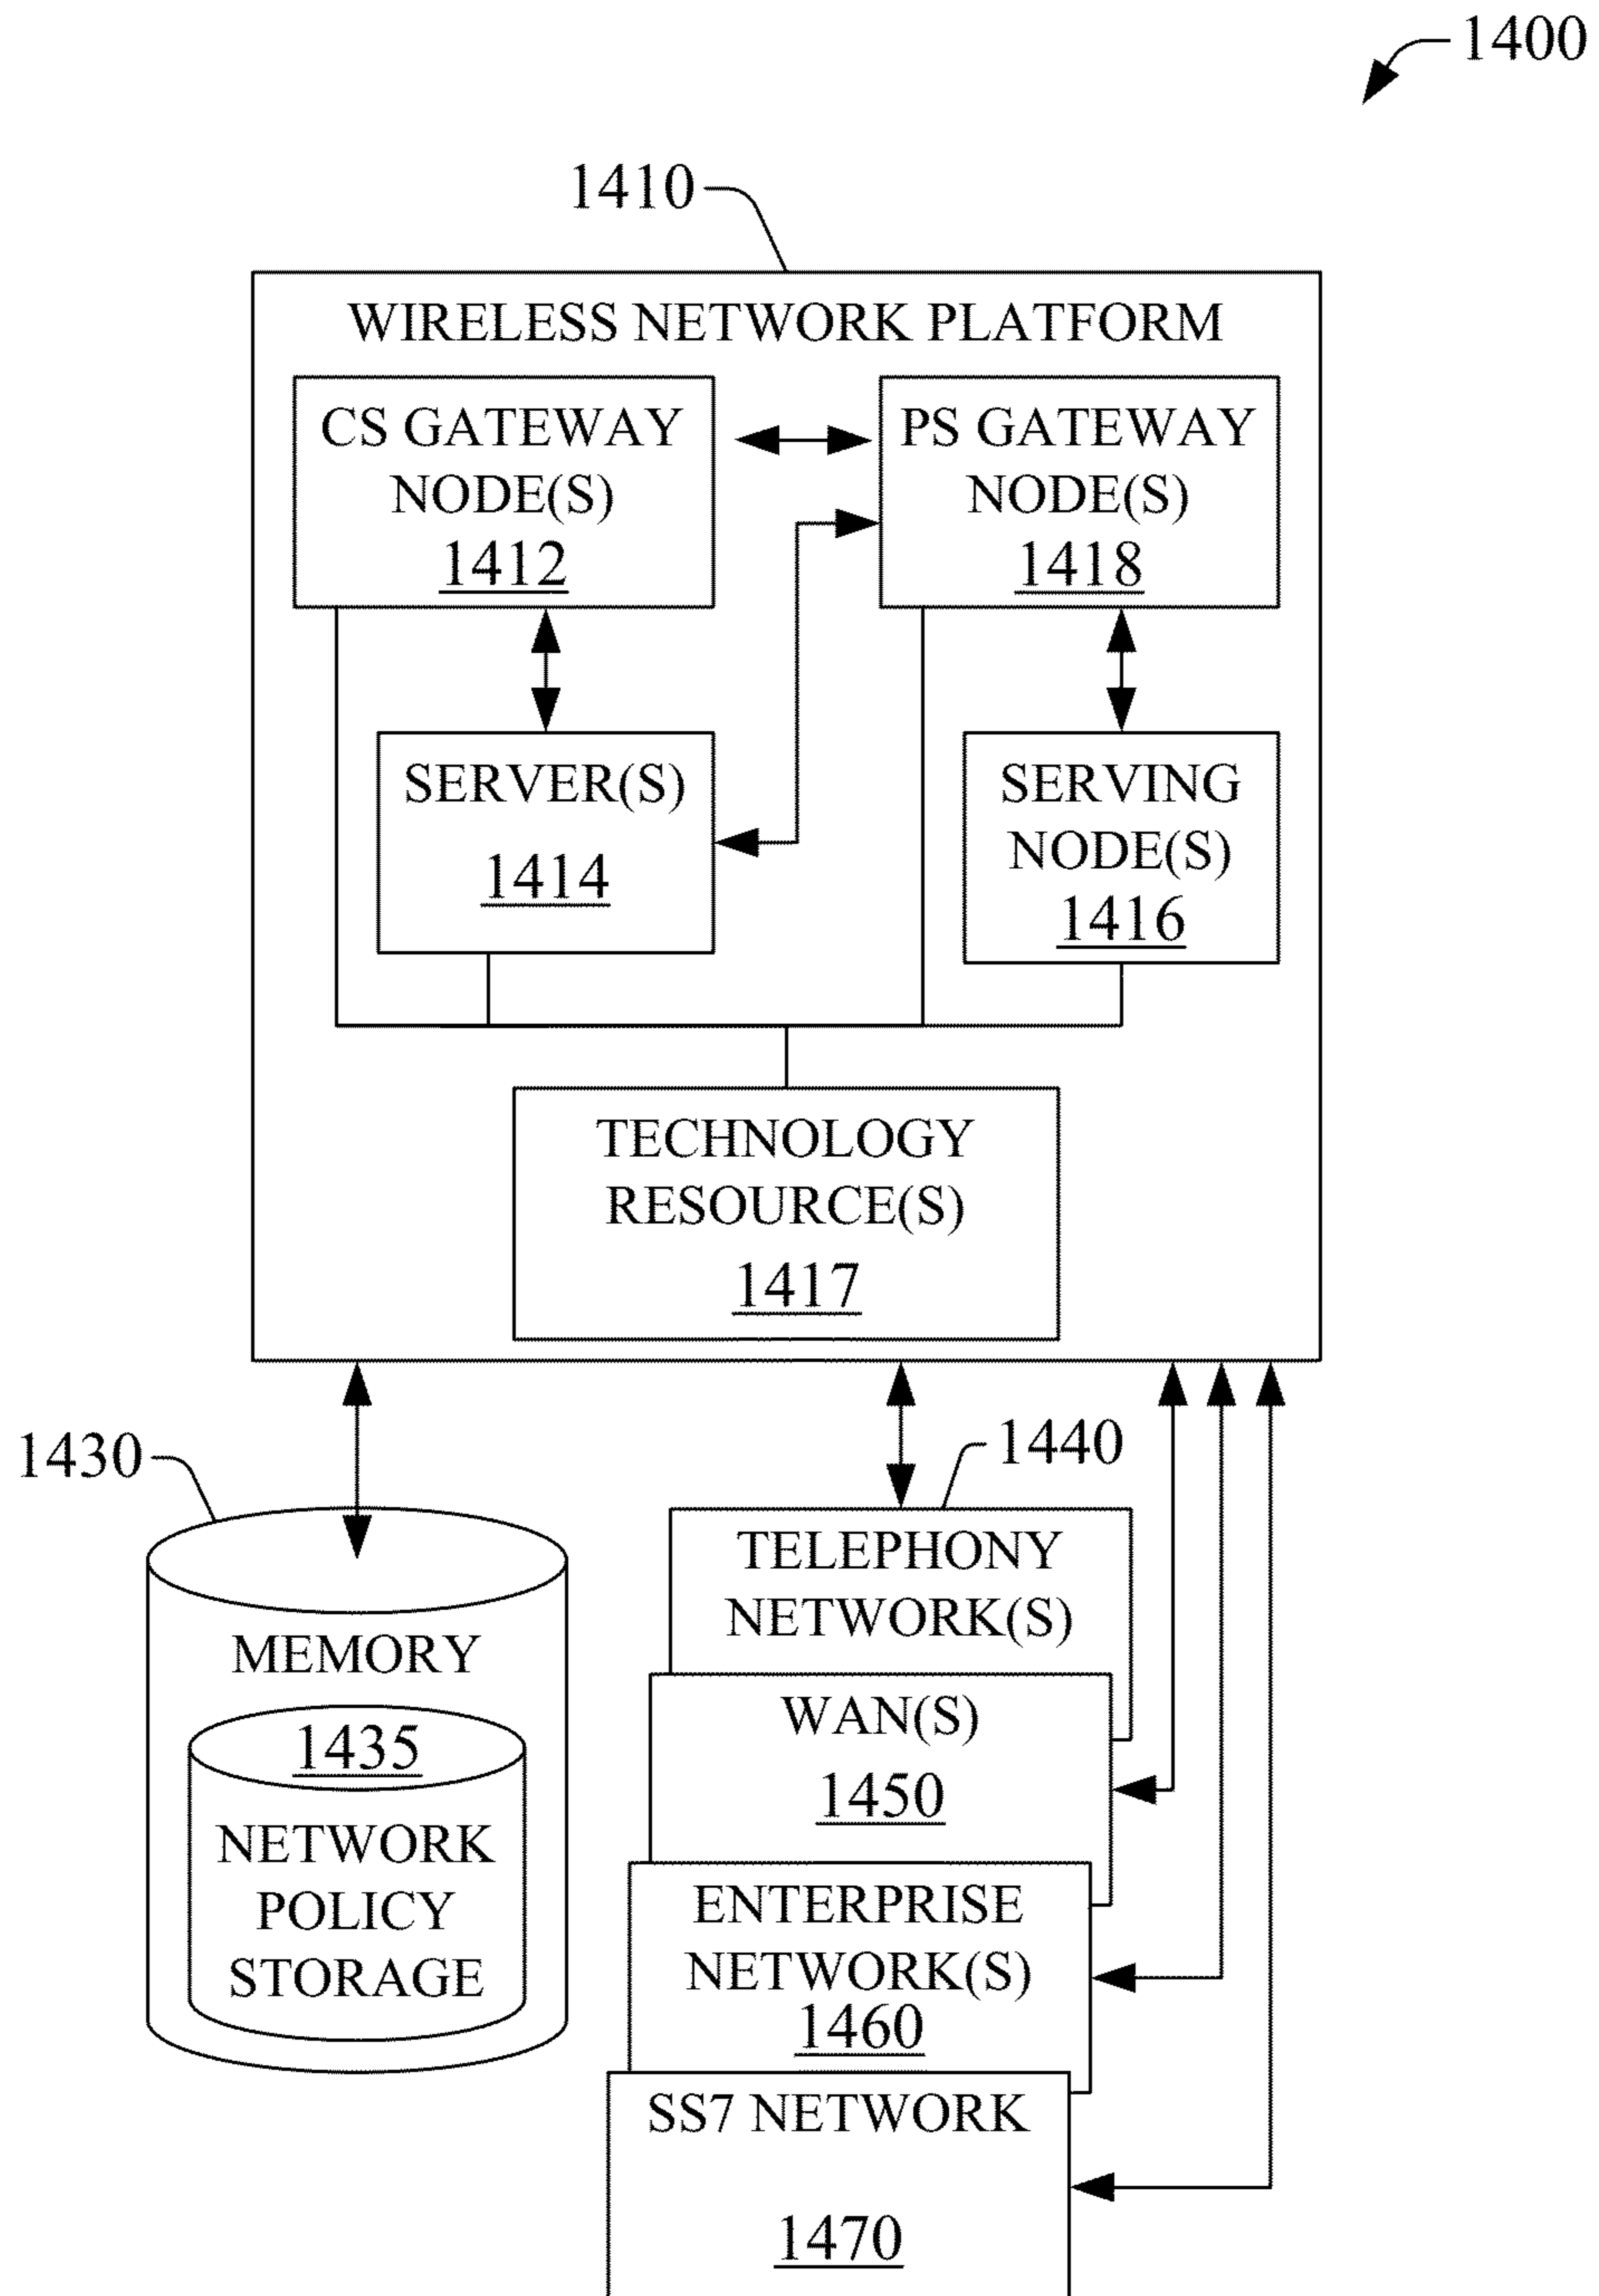 1400
1410
WIRELESS NETWORK PLATFORM
CS GATEWAY
NODE(S)
1412
PS GATEWAY
NODE(S)
1418
SERVER(S)
1414
SERVING
NODE(S)
1416
TECHNOLOGY
RESOURCE(S)
1417
1430
MEMORY
1435
NETWORK
POLICY
STORAGE
1440
TELEPHONY
NETWORK(S)
WAN(S)
1450
ENTERPRISE
NETWORK(S)
1460
SS7 NETWORK
1470